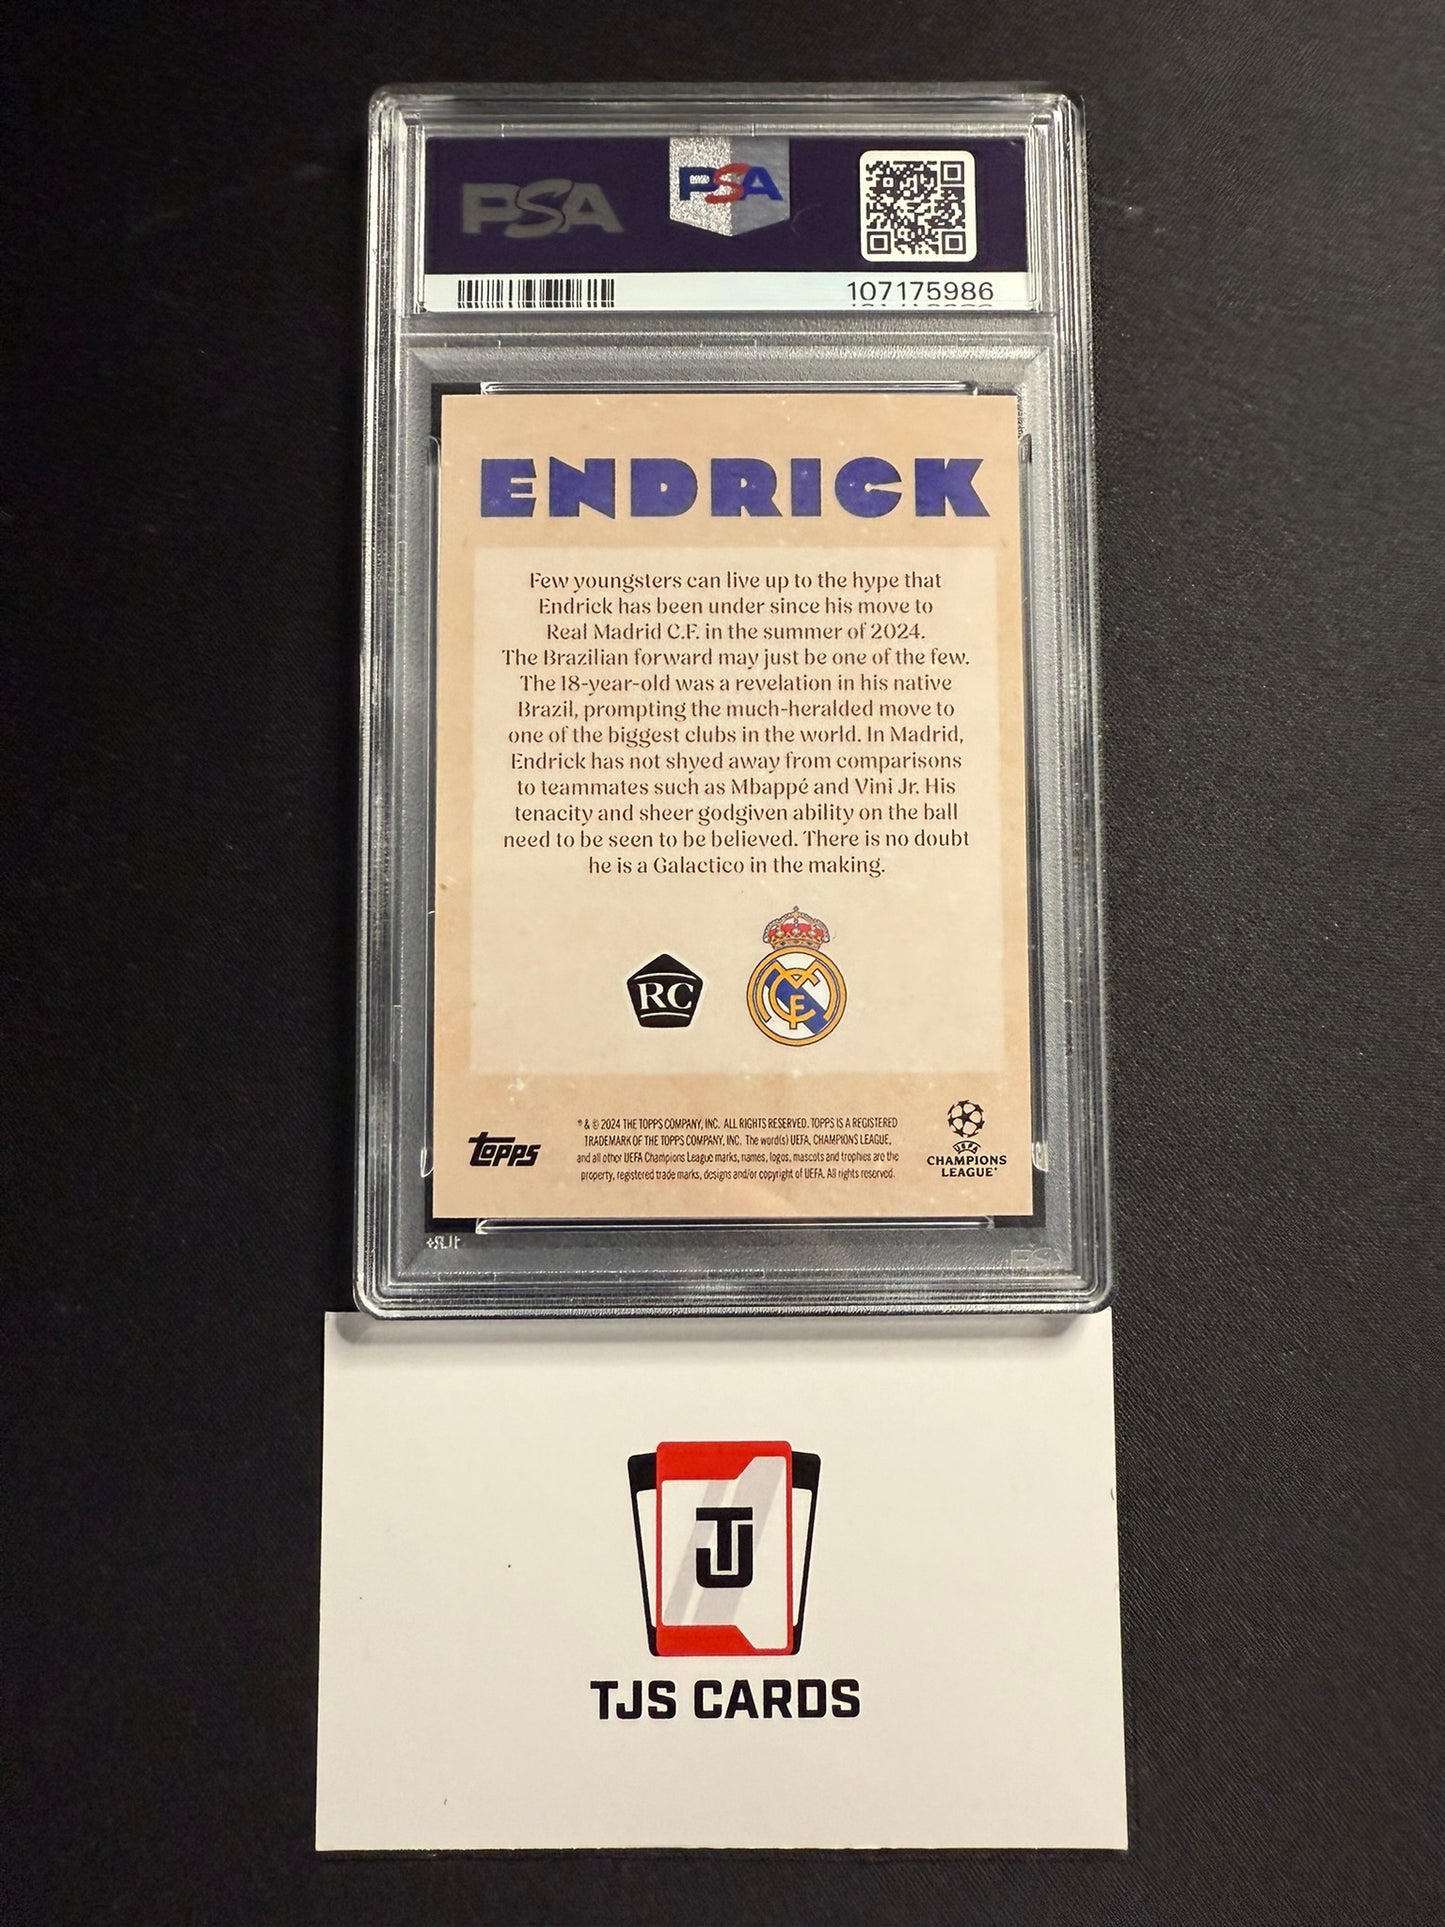 PSA
PSA
107175986
ENDRICK
Few youngsters can live up to the hype that
Endrick has been under since his move to
Real Madrid C.F. in the summer of 2024.
The Brazilian forward may just be one of the few.
The 18-year-old was a revelation in his native
Brazil, prompting the much-heralded move to
one of the biggest clubs in the world. In Madrid,
Endrick has not shyed away from comparisons
to teammates such as Mbappé and Vini Jr. His
tenacity and sheer godgiven ability on the ball
need to be seen to be believed. There is no doubt
he is a Galactico in the making.
RC
MCF
topps
® & © 2024 THE TOPPS COMPANY, INC. ALL RIGHTS RESERVED. TOPPS IS A REGISTERED
TRADEMARK OF THE TOPPS COMPANY, INC. The word(s) UEFA, CHAMPIONS LEAGUE,
and all other UEFA Champions League marks, names, logos, mascots and trophies are the
property, registered trade marks, designs and/or copyright of UEFA. All rights reserved.
UEFA
CHAMPIONS
LEAGUE
PSA
TJ
TJS CARDS